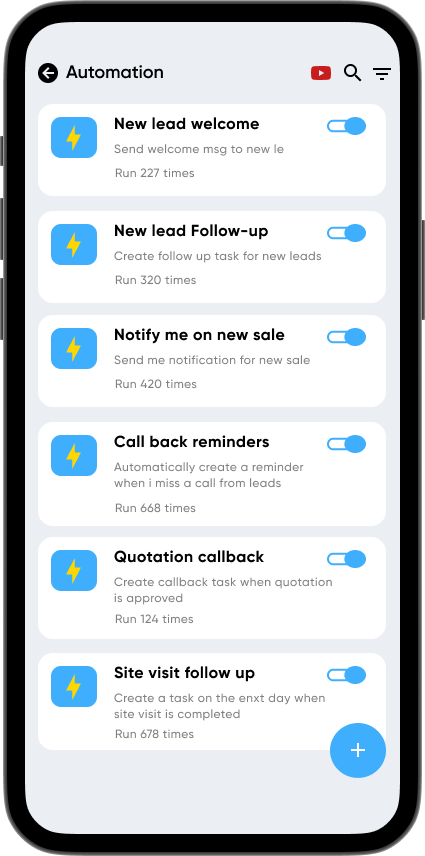 Automation
New lead welcome
Send welcome msg to new le
Run 227 times
New lead Follow-up
Create follow up task for new leads
Run 320 times
Notify me on new sale
Send me notification for new sale
Run 420 times
Call back reminders
Automatically create a reminder
when i miss a call from leads
Run 668 times
Quotation callback
Create callback task when quotation
is approved
Run 124 times
Site visit follow up
Create a task on the enxt day when
site visit is completed
Run 678 times